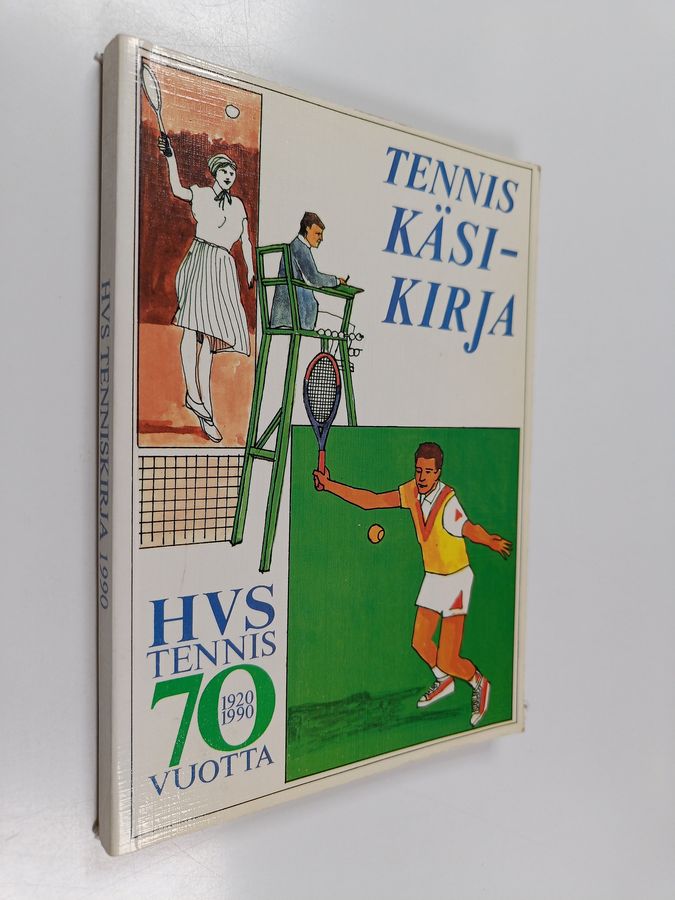 TENNIS
KÄSI-
KIRJA
HVS TENNISKIRJA 1990
HVS
TENNIS
70
1920
1990
VUOTTA